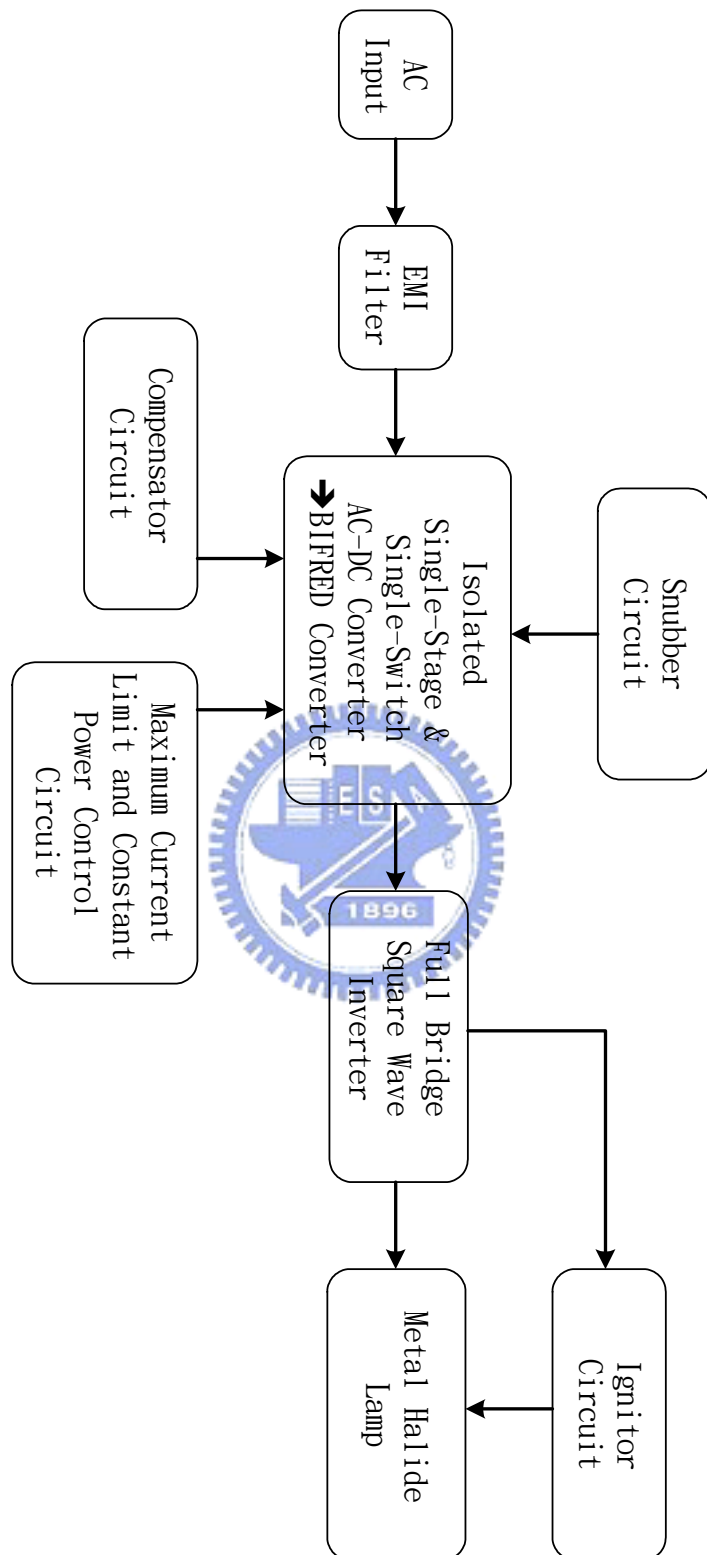 AC
Input
EMI
Filter
Snubber
Circuit
Isolated
Single-Stage &
Single-Switch
AC-DC Converter
➔BIFRED Converter
Compensator
Circuit
Maximum Current
Limit and Constant
Power Control
Circuit
Full Bridge
Square Wave
Inverter
Ignitor
Circuit
Metal Halide
Lamp
ESA
1896